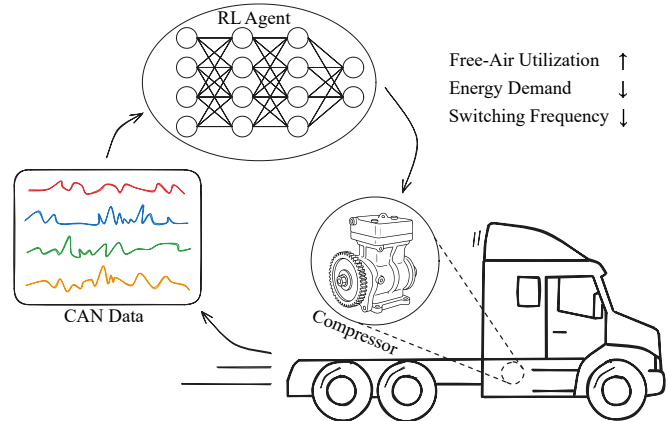 RL Agent
Free-Air Utilization ↑
Energy Demand ↓
Switching Frequency ↓
CAN Data
Compressor